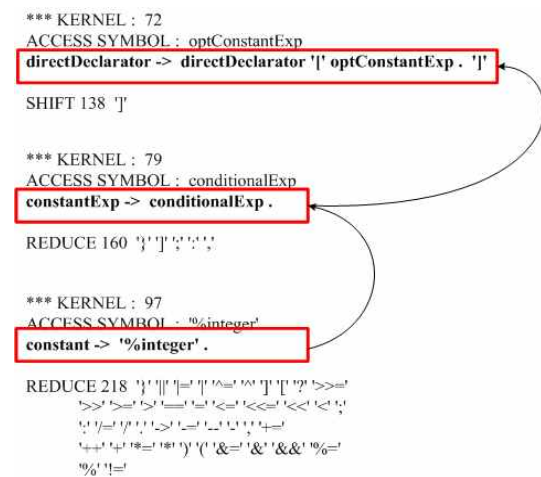 *** KERNEL : 72
ACCESS SYMBOL : optConstantExp
directDeclarator -> directDeclarator '[' optConstantExp . ']'
SHIFT 138 ']'
*** KERNEL : 79
ACCESS SYMBOL : conditionalExp
constantExp -> conditionalExp .
REDUCE 160 '}' ']' ';' ':' ','
*** KERNEL : 97
ACCESS SYMBOL : '%integer'
constant -> '%integer' .
REDUCE 218 '}' '||' '|=' '|' '^=' '^' ']' '[' '?' '>>='
'>>' '>=' '>' '==' '=' '<=' '<<=' '<<' '<' ';'
':' '/=' '/' '.' '->' '-=' '--' '-' ',' '+='
'++' '+' '*=' '*' ')' '(' '&=' '&' '&&' '%='
'%' '!='